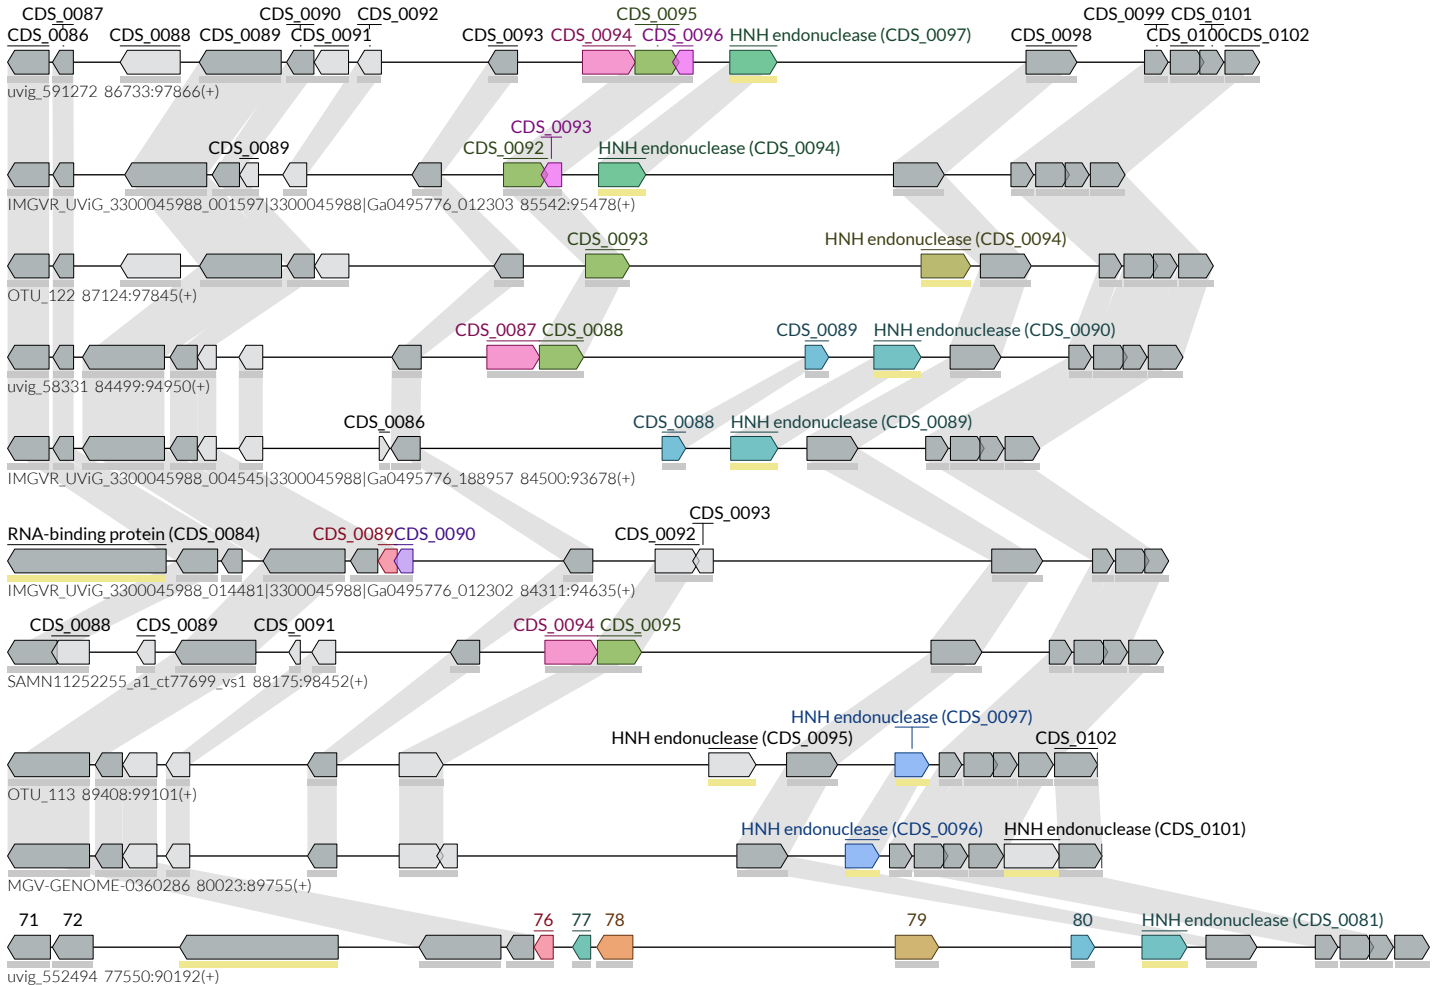 CDS_0087 CDS_0090 CDS_0092 CDS_0095 CDS_0099 CDS_0101
CDS_0086 CDS_0088 CDS_0089 CDS_0091 CDS_0093 CDS_0094 CDS_0096 HNH endonuclease (CDS_0097) CDS_0098 CDS_0100 CDS_0102
uvig_591272 86733:97866(+)
CDS_0093
CDS_0089 CDS_0092 HNH endonuclease (CDS_0094)
IMGVR_UViG_3300045988_001597|3300045988|Ga0495776_012303 85542:95478(+)
CDS_0093 HNH endonuclease (CDS_0094)
OTU_122 87124:97845(+)
CDS_0087 CDS_0088 CDS_0089 HNH endonuclease (CDS_0090)
uvig_58331 84499:94950(+)
CDS_0086 CDS_0088 HNH endonuclease (CDS_0089)
IMGVR_UViG_3300045988_004545|3300045988|Ga0495776_188957 84500:93678(+)
CDS_0093
RNA-binding protein (CDS_0084) CDS_0089 CDS_0090 CDS_0092
IMGVR_UViG_3300045988_014481|3300045988|Ga0495776_012302 84311:94635(+)
CDS_0088 CDS_0089 CDS_0091 CDS_0094 CDS_0095
SAMN11252255_a1_ct77699_vs1 88175:98452(+)
HNH endonuclease (CDS_0097)
HNH endonuclease (CDS_0095) CDS_0102
OTU_113 89408:99101(+)
HNH endonuclease (CDS_0096) HNH endonuclease (CDS_0101)
MGV-GENOME-0360286 80023:89755(+)
71 72 76 77 78 79 80 HNH endonuclease (CDS_0081)
uvig_552494 77550:90192(+)